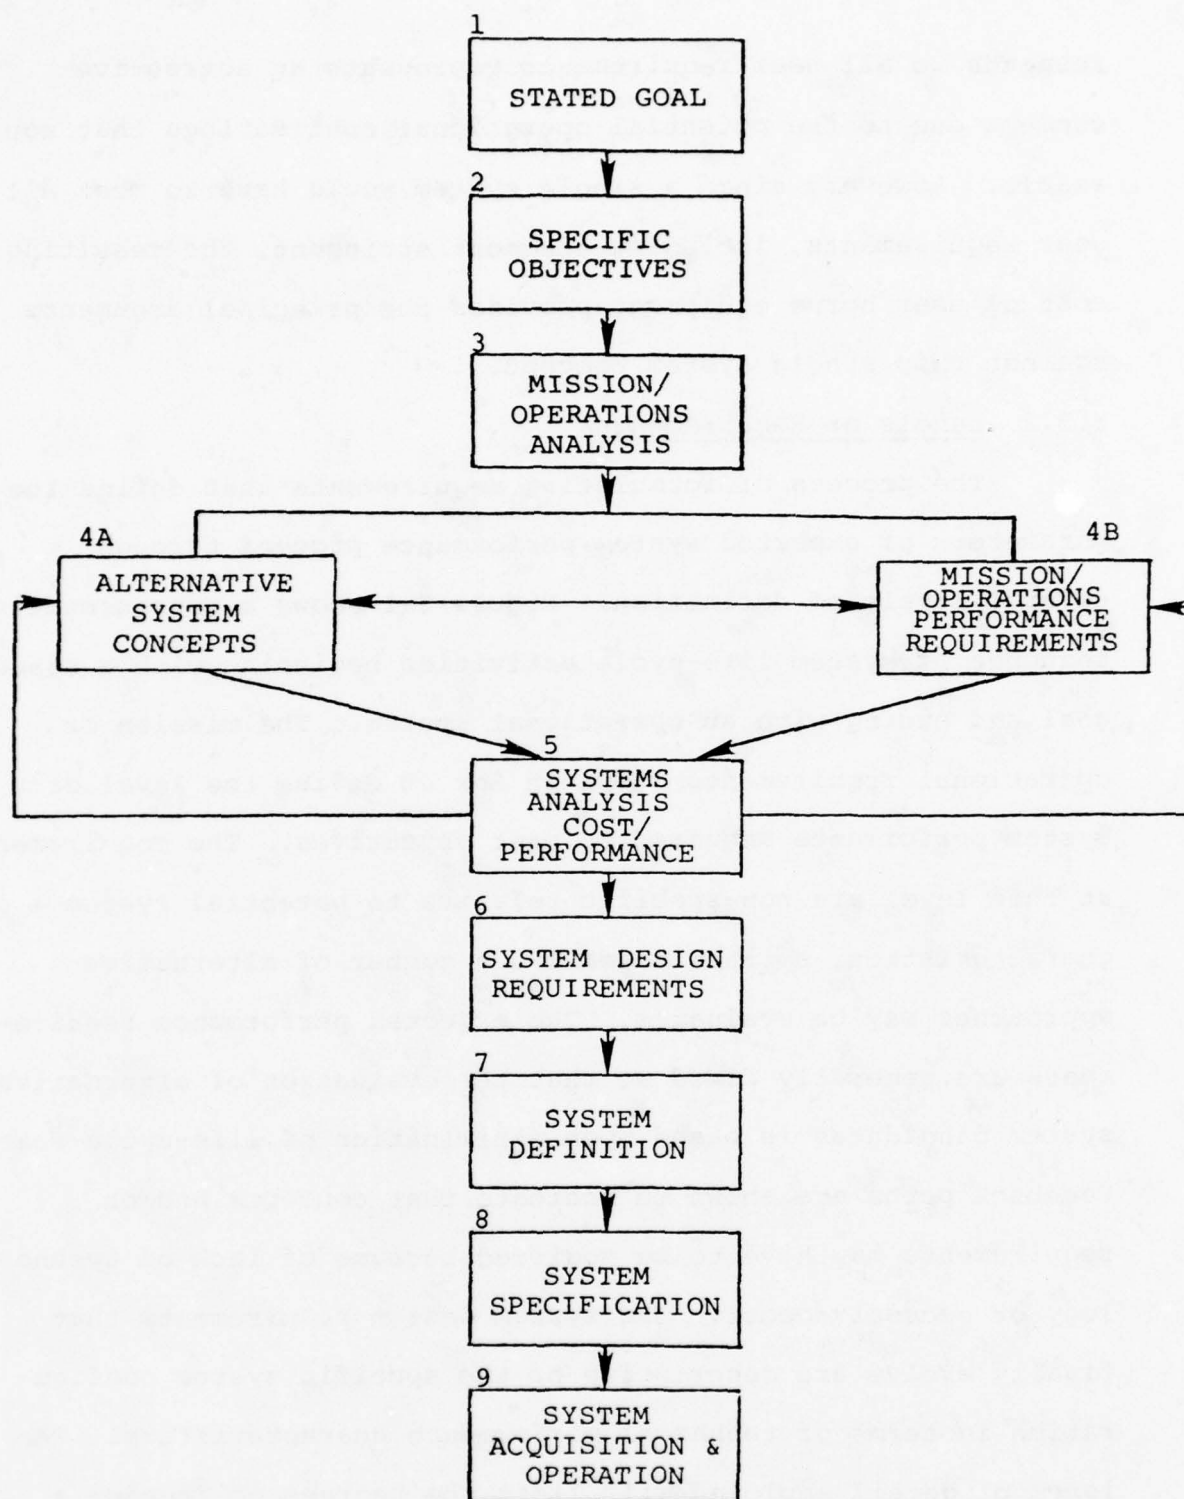 1
STATED GOAL
2
SPECIFIC
OBJECTIVES
3
MISSION/
OPERATIONS
ANALYSIS
4A
ALTERNATIVE
SYSTEM
CONCEPTS
4B
MISSION/
OPERATIONS
PERFORMANCE
REQUIREMENTS
5
SYSTEMS
ANALYSIS
COST/
PERFORMANCE
6
SYSTEM DESIGN
REQUIREMENTS
7
SYSTEM
DEFINITION
8
SYSTEM
SPECIFICATION
9
SYSTEM
ACQUISITION &
OPERATION